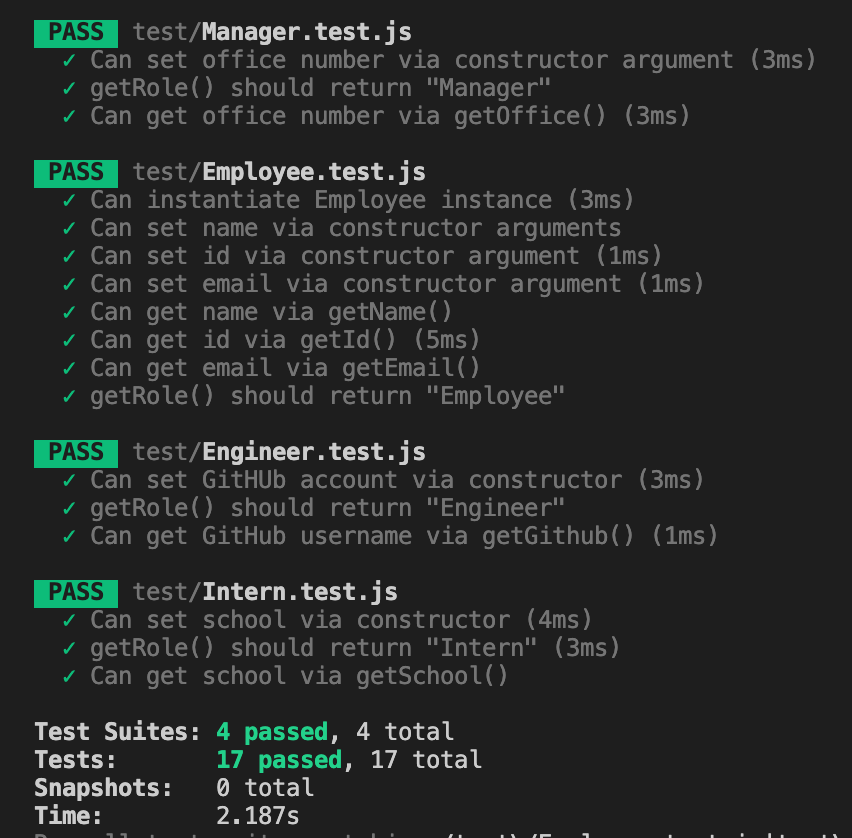 PASS test/Manager.test.js
✓ Can set office number via constructor argument (3ms)
✓ getRole() should return "Manager"
✓ Can get office number via getOffice() (3ms)
PASS test/Employee.test.js
✓ Can instantiate Employee instance (3ms)
✓ Can set name via constructor arguments
✓ Can set id via constructor argument (1ms)
✓ Can set email via constructor argument (1ms)
✓ Can get name via getName()
✓ Can get id via getId() (5ms)
✓ Can get email via getEmail()
✓ getRole() should return "Employee"
PASS test/Engineer.test.js
✓ Can set GitHUb account via constructor (3ms)
✓ getRole() should return "Engineer"
✓ Can get GitHub username via getGithub() (1ms)
PASS test/Intern.test.js
✓ Can set school via constructor (4ms)
✓ getRole() should return "Intern" (3ms)
✓ Can get school via getSchool()
Test Suites: 4 passed, 4 total
Tests: 17 passed, 17 total
Snapshots: 0 total
Time: 2.187s